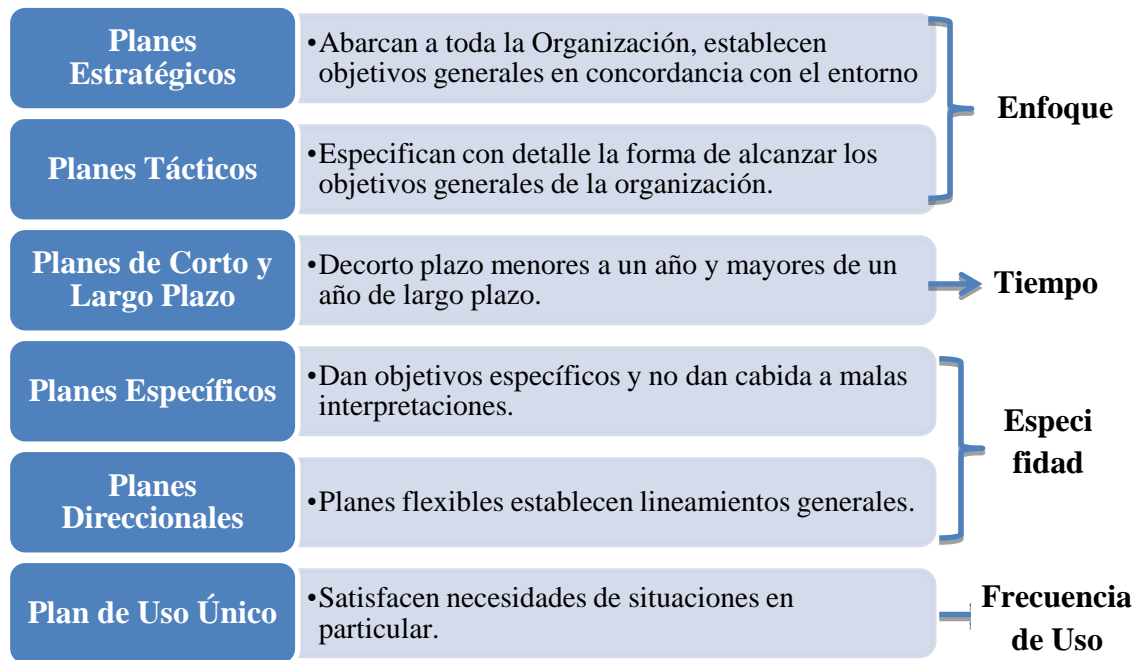 Planes
Estratégicos
•Abarcan a toda la Organización, establecen
objetivos generales en concordancia con el entorno
Enfoque
Planes Tácticos
•Especifican con detalle la forma de alcanzar los
objetivos generales de la organización.
Planes de Corto y
Largo Plazo
•Decorto plazo menores a un año y mayores de un
año de largo plazo.
Tiempo
Planes Específicos
•Dan objetivos específicos y no dan cabida a malas
interpretaciones.
Especi
fidad
Planes
Direccionales
•Planes flexibles establecen lineamientos generales.
Plan de Uso Único
•Satisfacen necesidades de situaciones en
particular.
Frecuencia
de Uso